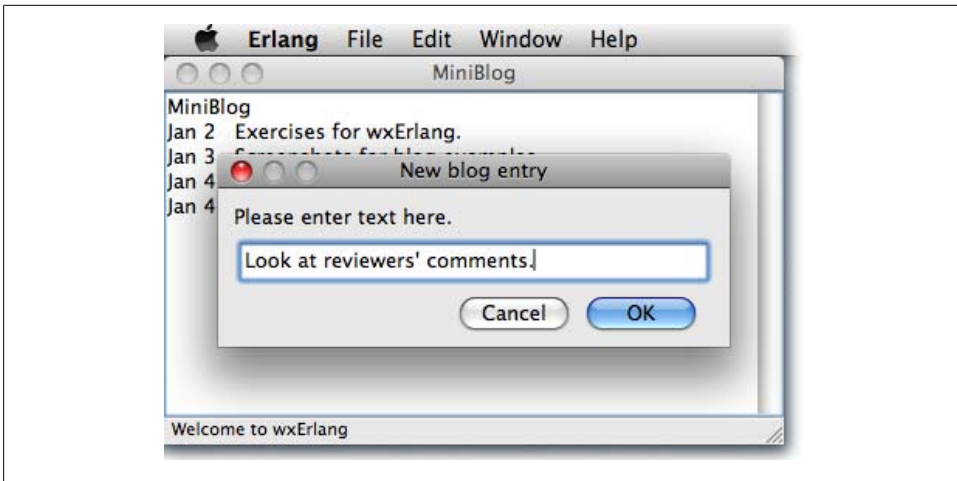 Erlang File Edit Window Help
MiniBlog
MiniBlog
Jan 2 Exercises for wxErlang.
Jan 3
Jan 4
Jan 4
New blog entry
Please enter text here.
Look at reviewers' comments.
Cancel OK
Welcome to wxErlang